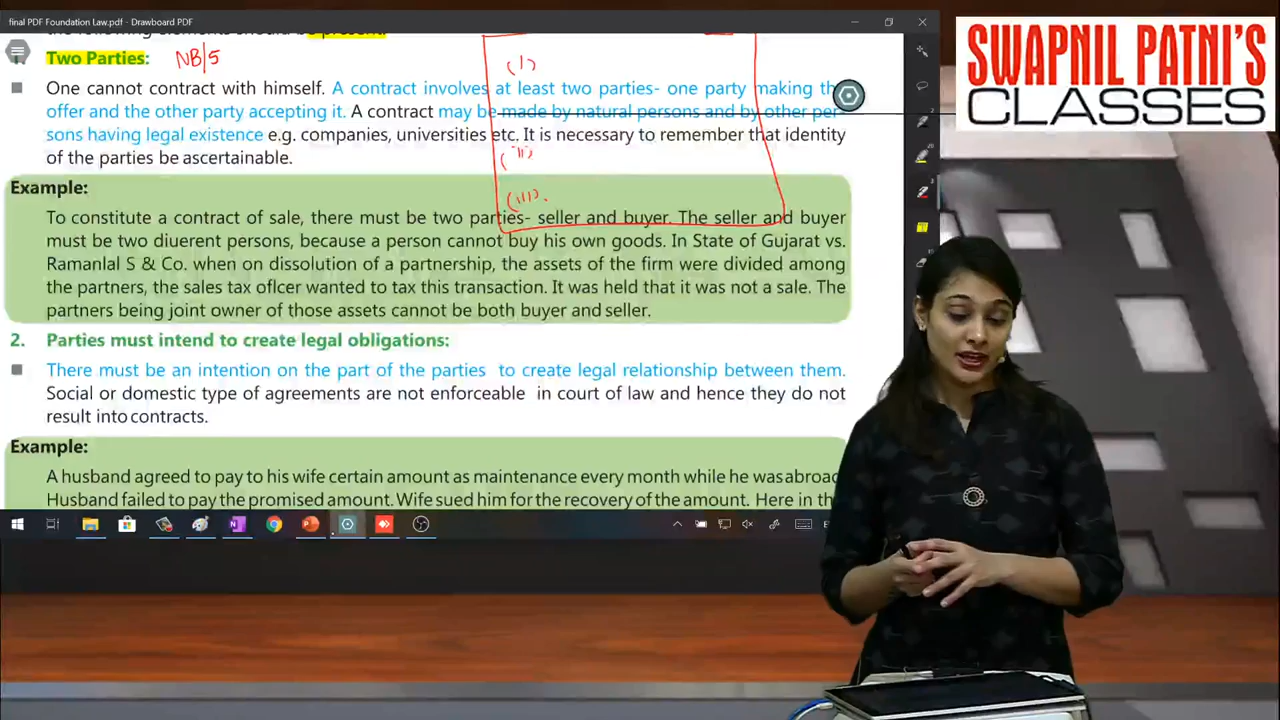 final PDF Foundation Law.pdf - Drawboard PDF
the following elements should be present:
Two Parties: NB/5
(I)
One cannot contract with himself. A contract involves at least two parties- one party making th
offer and the other party accepting it. A contract may be made by natural persons and by other per-
sons having legal existence e.g. companies, universities etc. It is necessary to remember that identity
of the parties be ascertainable.
(II)
Example:
(III).
To constitute a contract of sale, there must be two parties- seller and buyer. The seller and buyer
must be two diuerent persons, because a person cannot buy his own goods. In State of Gujarat vs.
Ramanlal S & Co. when on dissolution of a partnership, the assets of the firm were divided among
the partners, the sales tax oflcer wanted to tax this transaction. It was held that it was not a sale. The
partners being joint owner of those assets cannot be both buyer and seller.
2. Parties must intend to create legal obligations:
There must be an intention on the part of the parties to create legal relationship between them.
Social or domestic type of agreements are not enforceable in court of law and hence they do not
result into contracts.
Example:
A husband agreed to pay to his wife certain amount as maintenance every month while he was abroad
Husband failed to pay the promised amount. Wife sued him for the recovery of the amount. Here in th
SWAPNIL PATNI'S
CLASSES